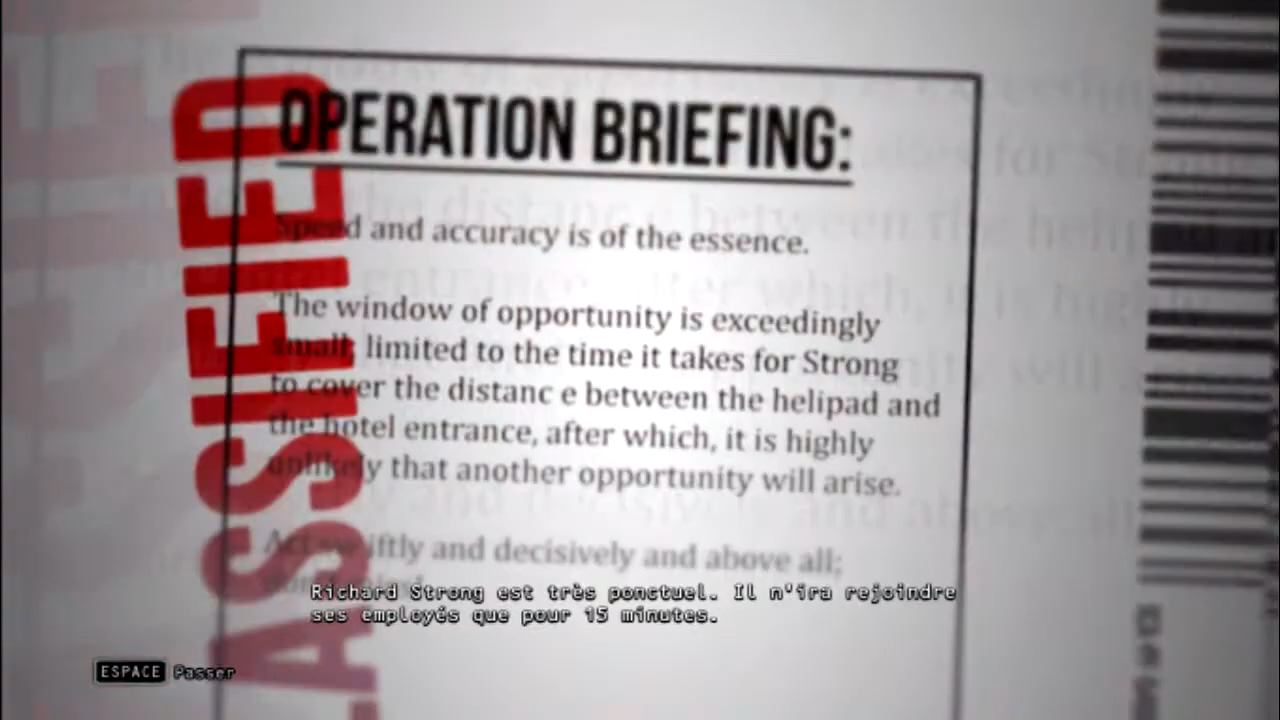 OPERATION BRIEFING:
Speed and accuracy is of the essence.
The window of opportunity is exceedingly
small, limited to the time it takes for Strong
to cover the distanc e between the helipad and
the hotel entrance, after which, it is highly
unlikely that another opportunity will arise.
Act sw iftly and decisively and above all;
Richard Strong est très ponctuel. Il n'ira rejoindre
ses employés que pour 15 minutes.
ESPACE Passer
ASSIFIED